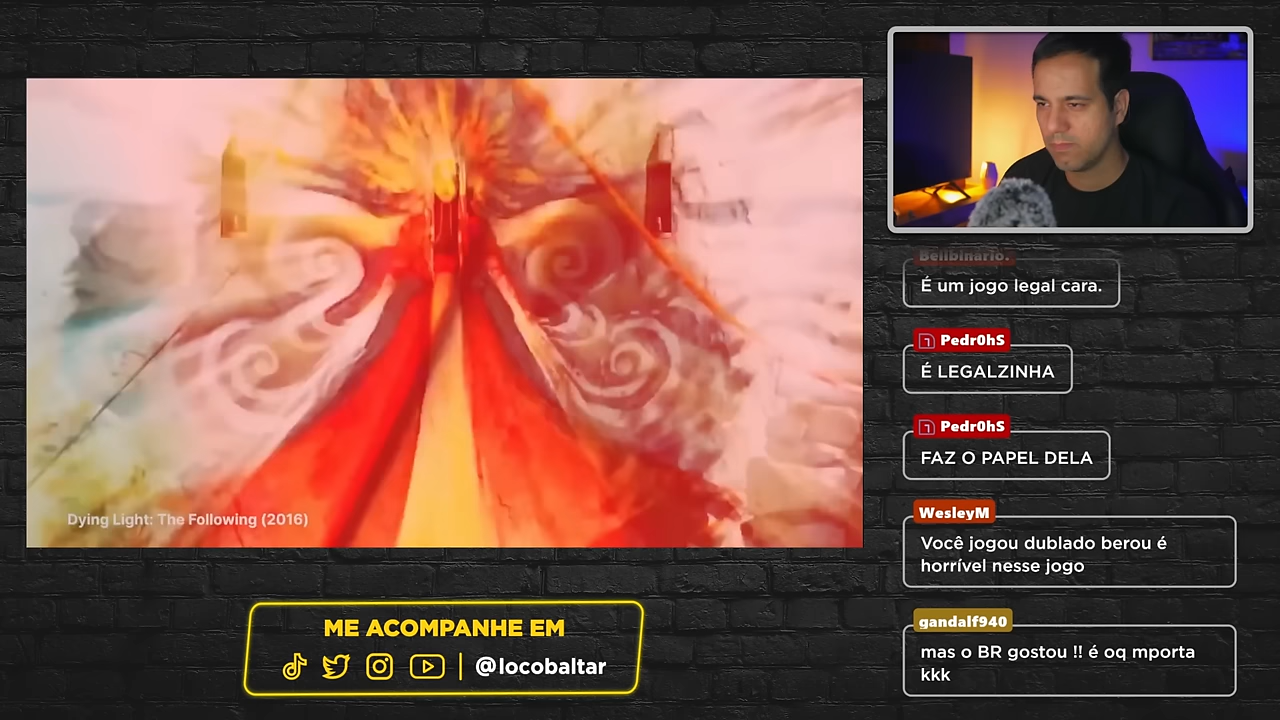 Dying Light: The Following (2016)
ME ACOMPANHE EM
@locobaltar
Belibinario.
É um jogo legal cara.
Pedr0hS
É LEGALZINHA
Pedr0hS
FAZ O PAPEL DELA
WesleyM
Você jogou dublado berou é
horrível nesse jogo
gandalf940
mas o BR gostou !! é oq mporta
kkk